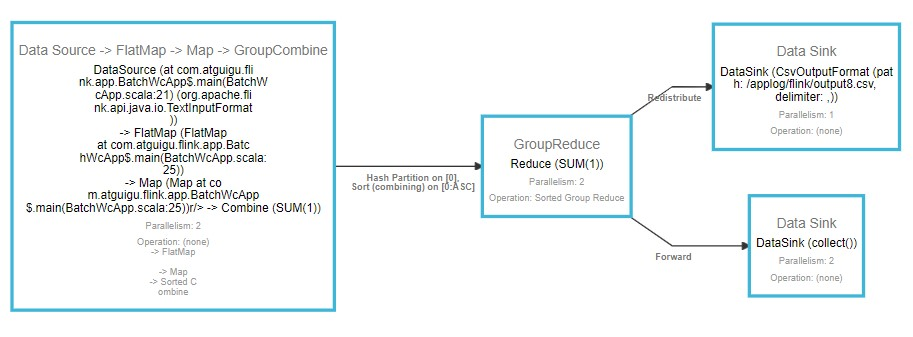 Data Source -> FlatMap -> Map -> GroupCombine
DataSource (at com.atguigu.fli
nk.app.BatchWcApp$.main(BatchW
cApp.scala:21) (org.apache.fli
nk.api.java.io.TextInputFormat
))
-> FlatMap (FlatMap
at com.atguigu.flink.app.Batc
hWcApp$.main(BatchWcApp.scala:
25))
-> Map (Map at co
m.atguigu.flink.app.BatchWcApp
$.main(BatchWcApp.scala:25))r/> -> Combine (SUM(1))
Parallelism: 2
Operation: (none)
-> FlatMap
-> Map
-> Sorted C
ombine
Hash Partition on [0],
Sort (combining) on [0:ASC]
GroupReduce
Reduce (SUM(1))
Parallelism: 2
Operation: Sorted Group Reduce
Redistribute
Data Sink
DataSink (CsvOutputFormat (pat
h: /applog/flink/output8.csv,
delimiter: ,))
Parallelism: 1
Operation: (none)
Forward
Data Sink
DataSink (collect())
Parallelism: 2
Operation: (none)